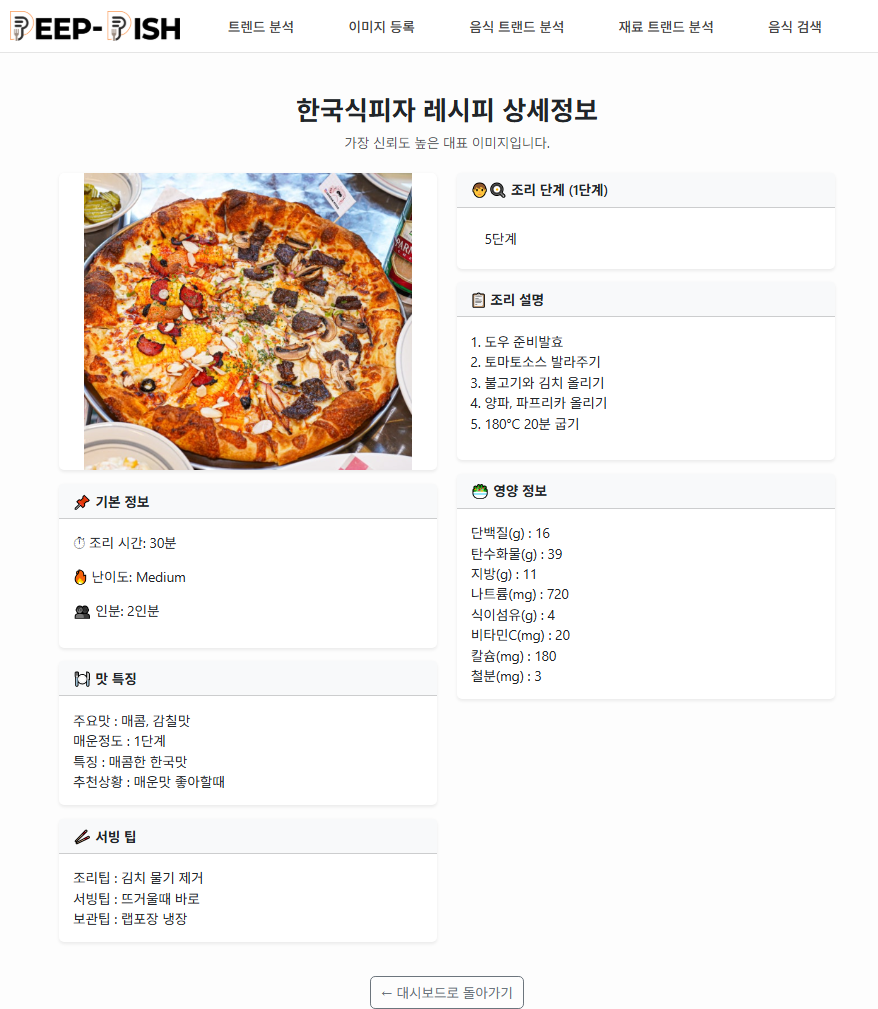 DEEP-DISH
트렌드 분석
이미지 등록
음식 트랜드 분석
재료 트랜드 분석
음식 검색
한국식피자 레시피 상세정보
가장 신뢰도 높은 대표 이미지입니다.
기본 정보
조리 시간: 30분
난이도: Medium
인분: 2인분
맛 특징
주요맛 : 매콤, 감칠맛
매운정도 : 1단계
특징 : 매콤한 한국맛
추천상황 : 매운맛 좋아할때
서빙 팁
조리팁 : 김치 물기 제거
서빙팁 : 뜨거울때 바로
보관팁 : 랩포장 냉장
조리 단계 (1단계)
5단계
조리 설명
1. 도우 준비발효
2. 토마토소스 발라주기
3. 불고기와 김치 올리기
4. 양파, 파프리카 올리기
5. 180°C 20분 굽기
영양 정보
단백질(g) : 16
탄수화물(g) : 39
지방(g) : 11
나트륨(mg) : 720
식이섬유(g) : 4
비타민C(mg) : 20
칼슘(mg) : 180
철분(mg) : 3
← 대시보드로 돌아가기